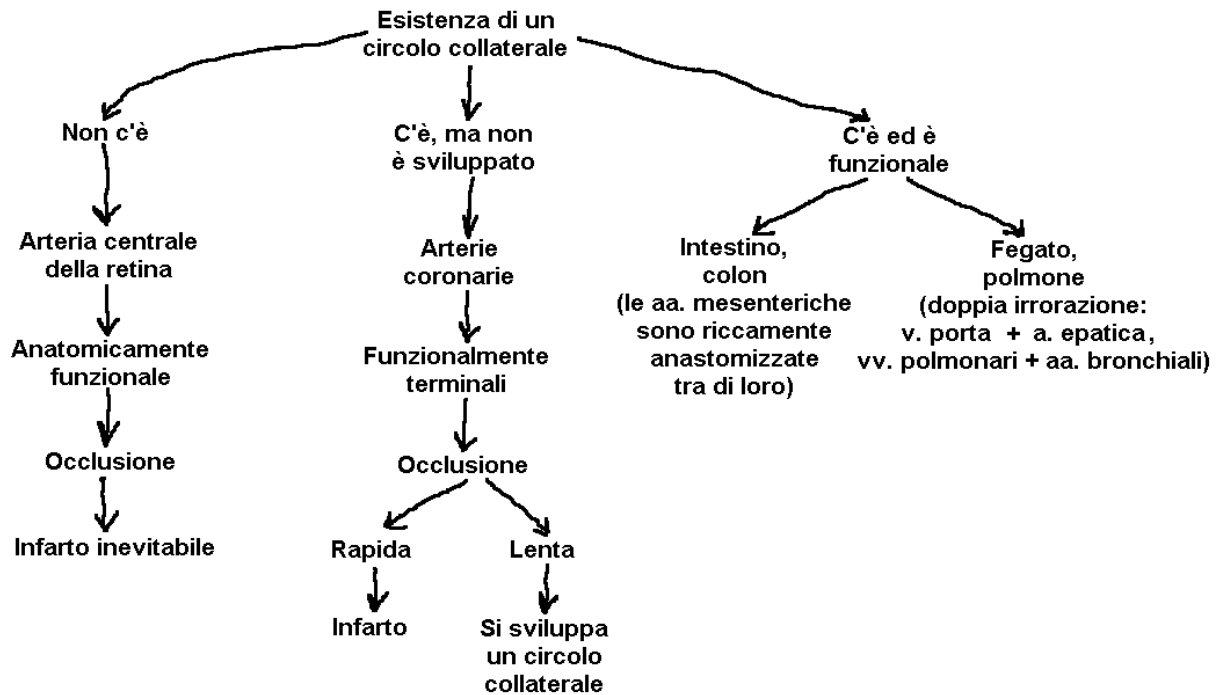 Esistenza di un
circolo collaterale
Non c'è
Arteria centrale
della retina
Anatomicamente
funzionale
Occlusione
Infarto inevitabile
C'è, ma non
è sviluppato
Arterie
coronarie
Funzionalmente
terminali
Occlusione
Rapida
Infarto
Lenta
Si sviluppa
un circolo
collaterale
C'è ed è
funzionale
Intestino,
colon
(le aa. mesenteriche
sono riccamente
anastomizzate
tra di loro)
Fegato,
polmone
(doppia irrorazione:
v. porta + a. epatica,
vv. polmonari + aa. bronchiali)